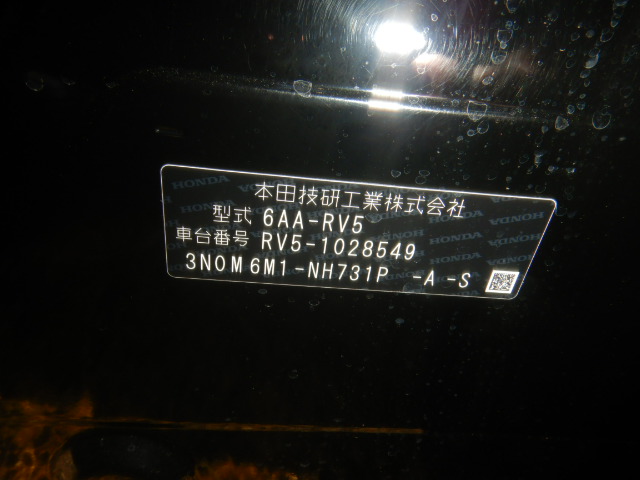 本田技研工業株式会社
型式 6AA-RV5
車台番号 RV5-1028549
3N0M6M1-NH731P -A-S